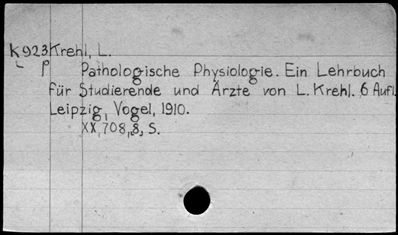 K923 Krehl, L.
p Pathologische Physiologie. Ein Lehrbuch
für Studierende und Ärzte von L. Krehl. 6 Aufl.
Leipzig, Vogel, 1910.
XX, 708, 8, S.